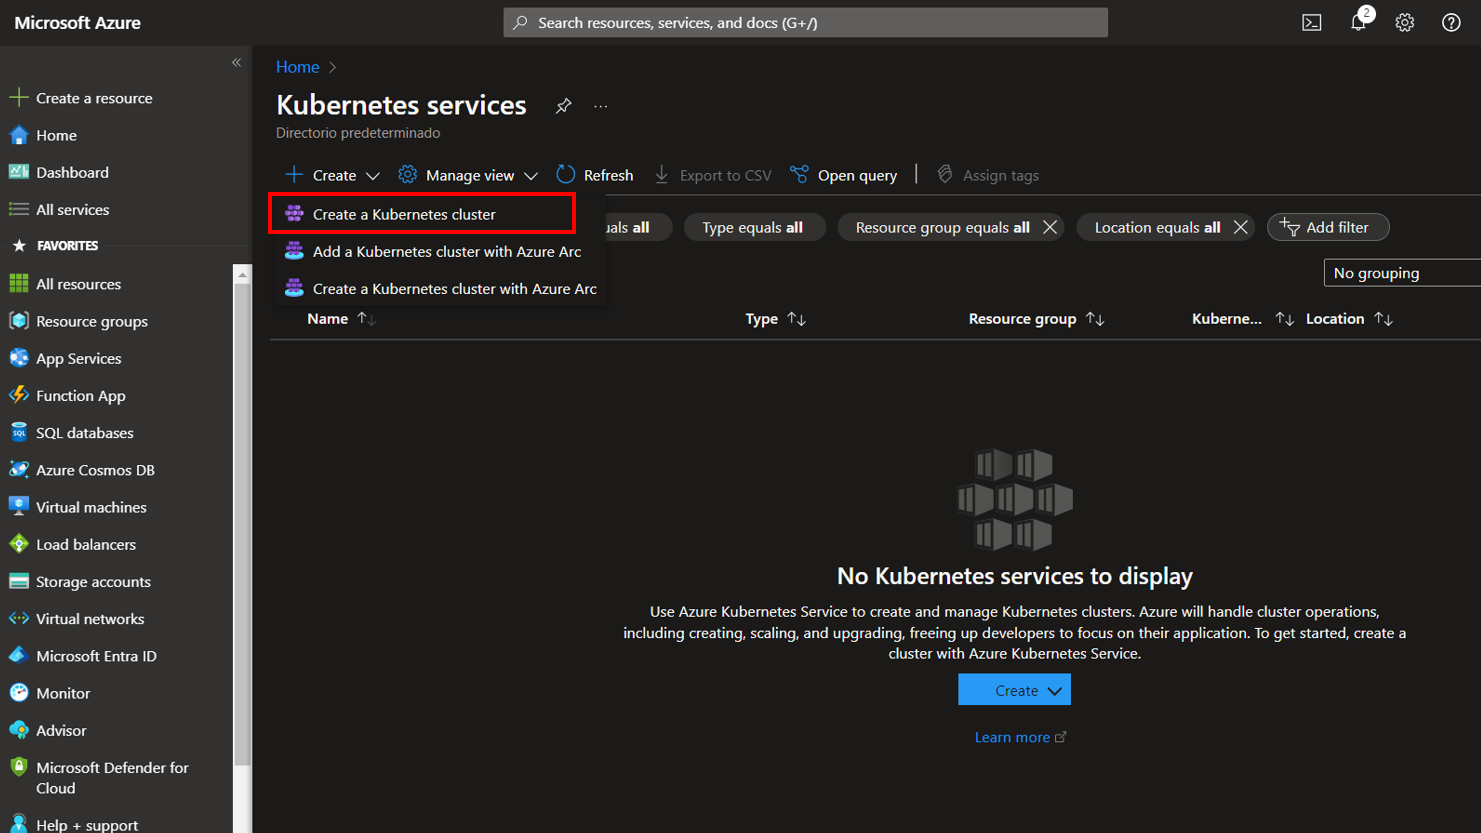 Microsoft Azure
Search resources, services, and docs (G+/)
2
Create a resource
Home
Dashboard
All services
FAVORITES
All resources
Resource groups
App Services
Function App
SQL databases
Azure Cosmos DB
Virtual machines
Load balancers
Storage accounts
Virtual networks
Microsoft Entra ID
Monitor
Advisor
Microsoft Defender for
Cloud
Help + support
Home
Kubernetes services
Directorio predeterminado
Create Manage view Refresh Export to CSV Open query Assign tags
Create a Kubernetes cluster
Add a Kubernetes cluster with Azure Arc
Create a Kubernetes cluster with Azure Arc
all Type equals all Resource group equals all Location equals all Add filter
No grouping
Name Type Resource group Kuberne... Location
No Kubernetes services to display
Use Azure Kubernetes Service to create and manage Kubernetes clusters. Azure will handle cluster operations,
including creating, scaling, and upgrading, freeing up developers to focus on their application. To get started, create a
cluster with Azure Kubernetes Service.
Create
Learn more